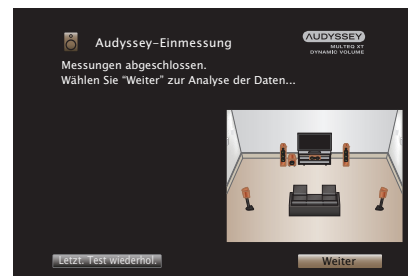 Audyssey-Einmessung
AUDYSSEY
MULTEQ XT
DYNAMIC VOLUME
Messungen abgeschlossen.
Wählen Sie “Weiter” zur Analyse der Daten...
Letzt. Test wiederhol.
Weiter